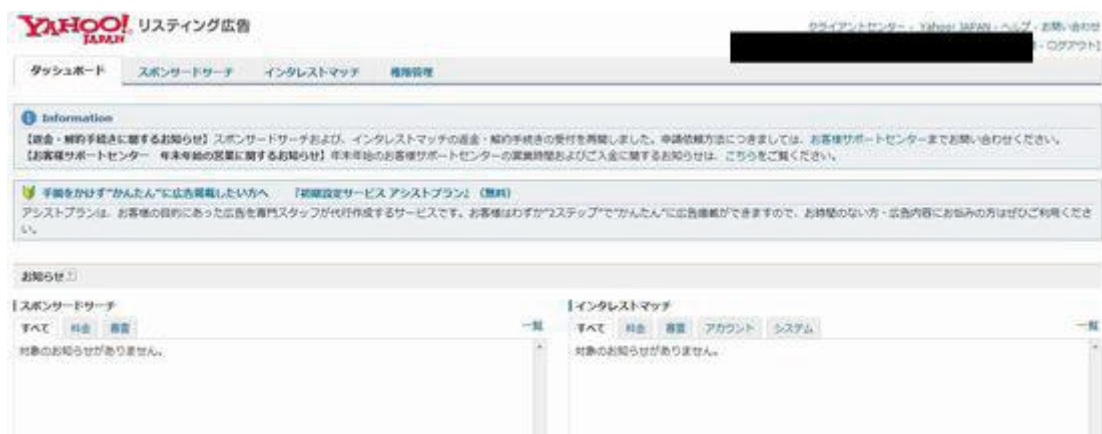 YAHOO! JAPAN リスティング広告
クライアントセンター - Yahoo! JAPAN - ヘルプ - お問い合わせ
- ログアウト]
ダッシュボード スポンサードサーチ インタレストマッチ 権限管理
Information
【返金・解約手続きに関するお知らせ】スポンサードサーチおよび、インタレストマッチの返金・解約手続きの受付を再開しました。申請依頼方法につきましては、お客様サポートセンターまでお問い合わせください。
【お客様サポートセンター 年末年始の営業に関するお知らせ】年末年始のお客様サポートセンターの営業時間およびご入金に関するお知らせは、こちらをご覧ください。
手間をかけず"かんたん"に広告掲載したい方へ 『初期設定サービス アシストプラン』（無料）
アシストプランは、お客様の目的にあった広告を専門スタッフが代行作成するサービスです。お客様はわずか"2ステップ"で"かんたん"に広告掲載ができますので、お時間のない方・広告内容にお悩みの方はぜひご利用くださ
い。
お知らせ
スポンサードサーチ インタレストマッチ
すべて 料金 審査 一覧 すべて 料金 審査 アカウント システム 一覧
対象のお知らせがありません。 対象のお知らせがありません。